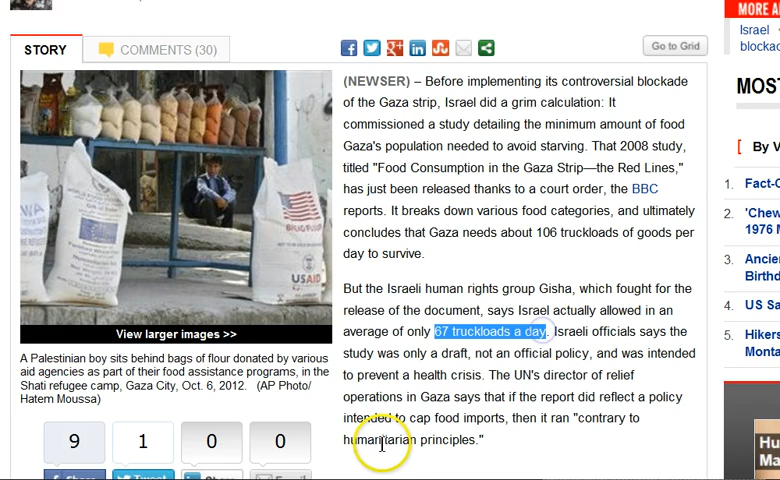 MORE A
Israel
blockad
STORY
COMMENTS (30)
Go to Grid
MOST
(NEWSER) – Before implementing its controversial blockade
of the Gaza strip, Israel did a grim calculation: It
commissioned a study detailing the minimum amount of food
Gaza's population needed to avoid starving. That 2008 study,
titled "Food Consumption in the Gaza Strip—the Red Lines,"
has just been released thanks to a court order, the BBC
reports. It breaks down various food categories, and ultimately
concludes that Gaza needs about 106 truckloads of goods per
day to survive.
But the Israeli human rights group Gisha, which fought for the
release of the document, says Israel actually allowed in an
average of only 67 truckloads a day. Israeli officials says the
study was only a draft, not an official policy, and was intended
to prevent a health crisis. The UN's director of relief
operations in Gaza says that if the report did reflect a policy
intended to cap food imports, then it ran "contrary to
humanitarian principles."
USAID
View larger images >>
A Palestinian boy sits behind bags of flour donated by various
aid agencies as part of their food assistance programs, in the
Shati refugee camp, Gaza City, Oct. 6, 2012. (AP Photo/
Hatem Moussa)
9
1
0
0
Share
Tweet
Share
Email
[ By V
1. Fact-C
2. 'Chew
1976 M
3. Ancie
Birthd
4. US Sa
5. Hikers
Monta
Hu
Ma